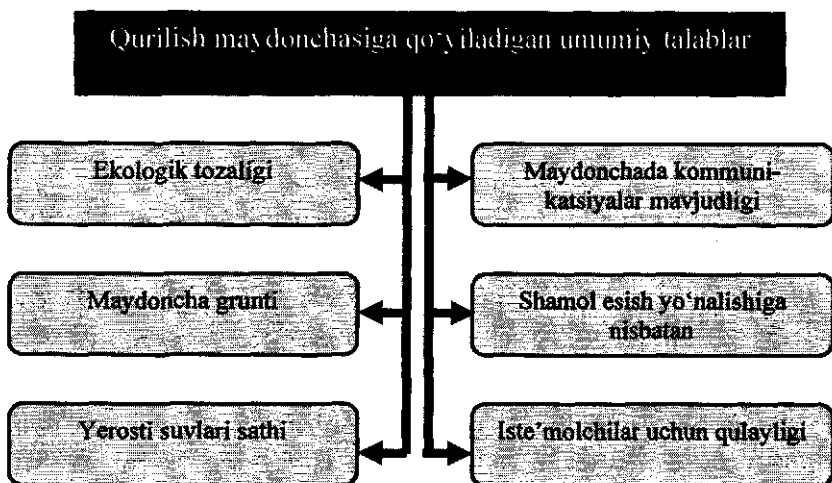 Qurilish maydonchasiga qo‘yiladigan umumiy talablar
Ekologik tozaligi
Maydonchada kommuni-
katsiyalar mavjudligi
Maydoncha grunti
Shamol esish yo‘nalishiga
nisbatan
Yerosti suvlari sathi
Iste’molchilar uchun qulayligi